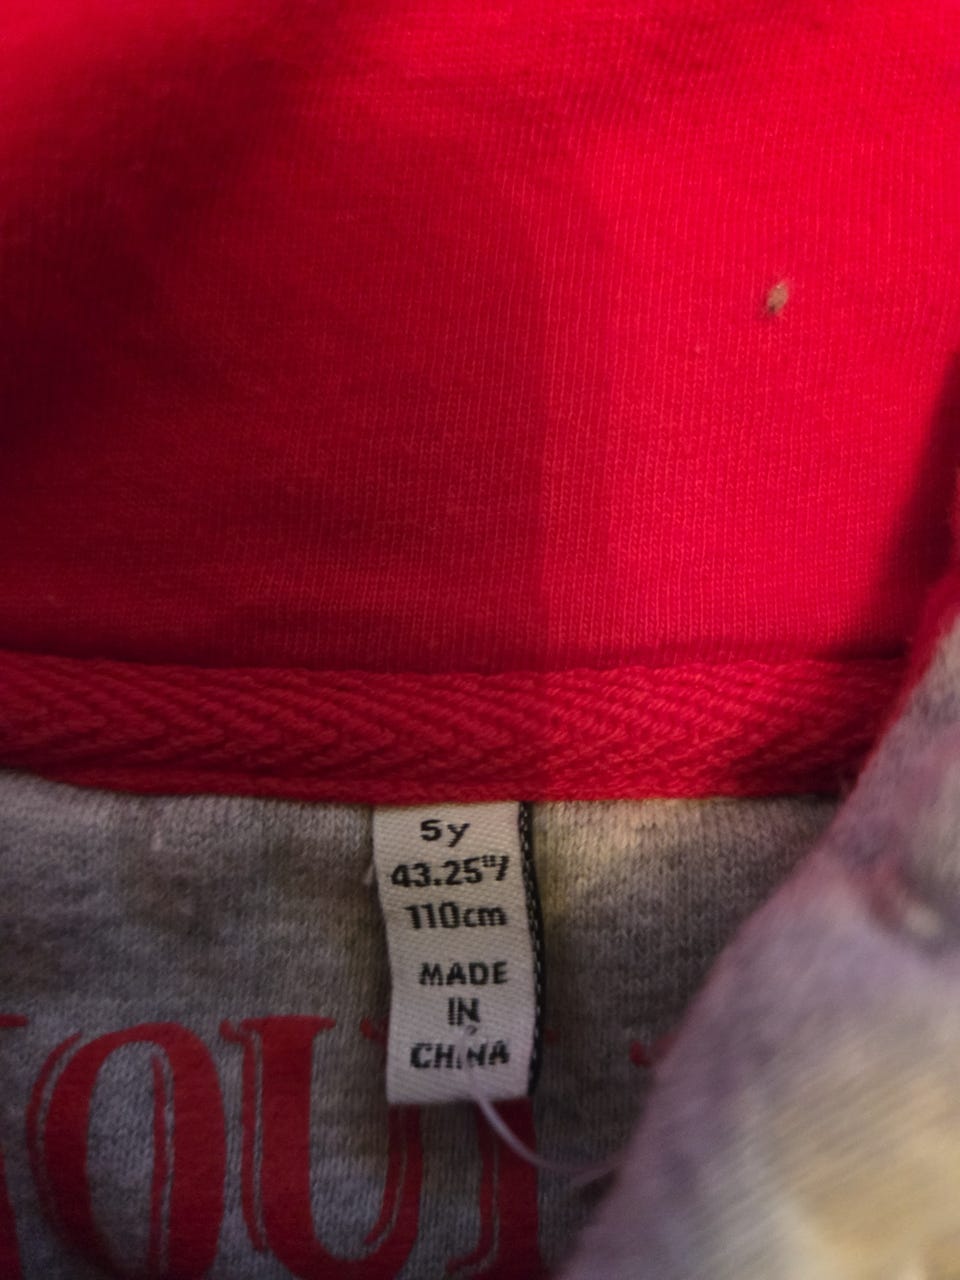 5y
43.25"/
110cm
MADE
IN
CHINA